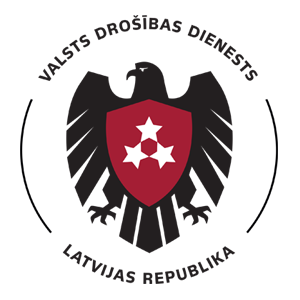 VALSTS DROŠĪBAS DIENESTS
LATVIJAS REPUBLIKA